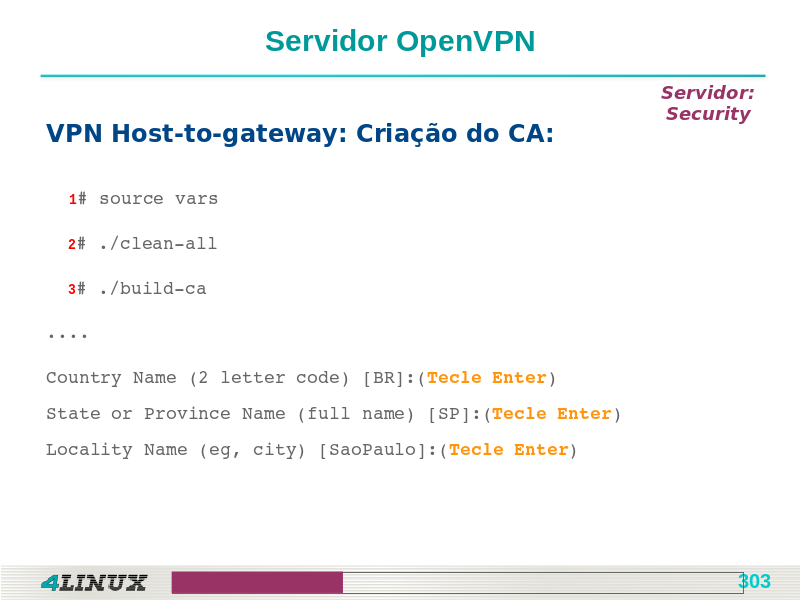 Servidor OpenVPN
Servidor:
Security
VPN Host-to-gateway: Criação do CA:
1# source vars
2# ./clean-all
3# ./build-ca
....
Country Name (2 letter code) [BR]:(Tecle Enter)
State or Province Name (full name) [SP]:(Tecle Enter)
Locality Name (eg, city) [SaoPaulo]:(Tecle Enter)
4LINUX
303